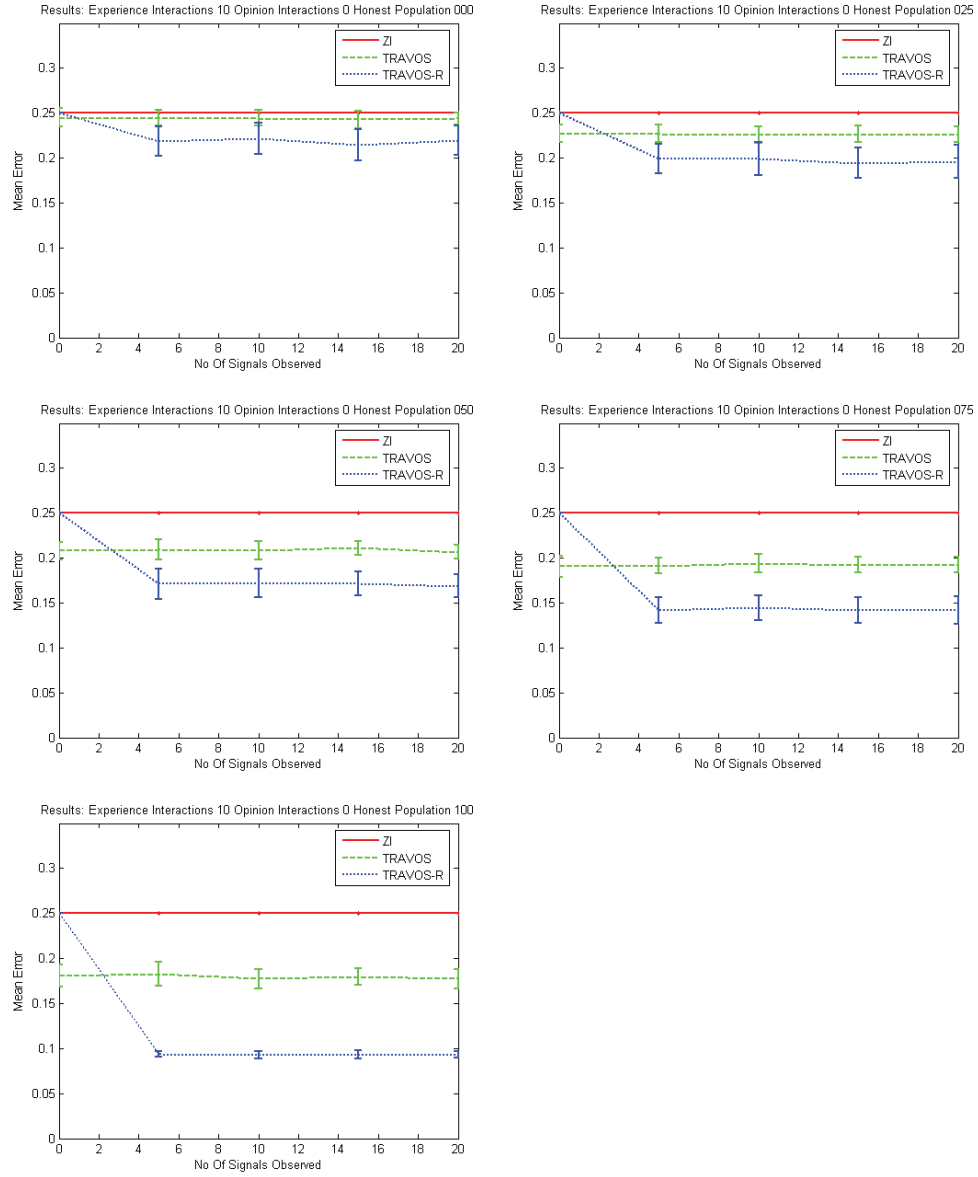 Results: Experience Interactions 10 Opinion Interactions 0 Honest Population 000
ZI
TRAVOS
TRAVOS-R
0.3
0.25
0.2
0.15
0.1
0.05
0
Mean Error
0 2 4 6 8 10 12 14 16 18 20
No Of Signals Observed
Results: Experience Interactions 10 Opinion Interactions 0 Honest Population 025
ZI
TRAVOS
TRAVOS-R
0.3
0.25
0.2
0.15
0.1
0.05
0
Mean Error
0 2 4 6 8 10 12 14 16 18 20
No Of Signals Observed
Results: Experience Interactions 10 Opinion Interactions 0 Honest Population 050
ZI
TRAVOS
TRAVOS-R
0.3
0.25
0.2
0.15
0.1
0.05
0
Mean Error
0 2 4 6 8 10 12 14 16 18 20
No Of Signals Observed
Results: Experience Interactions 10 Opinion Interactions 0 Honest Population 075
ZI
TRAVOS
TRAVOS-R
0.3
0.25
0.2
0.15
0.1
0.05
0
Mean Error
0 2 4 6 8 10 12 14 16 18 20
No Of Signals Observed
Results: Experience Interactions 10 Opinion Interactions 0 Honest Population 100
ZI
TRAVOS
TRAVOS-R
0.3
0.25
0.2
0.15
0.1
0.05
0
Mean Error
0 2 4 6 8 10 12 14 16 18 20
No Of Signals Observed